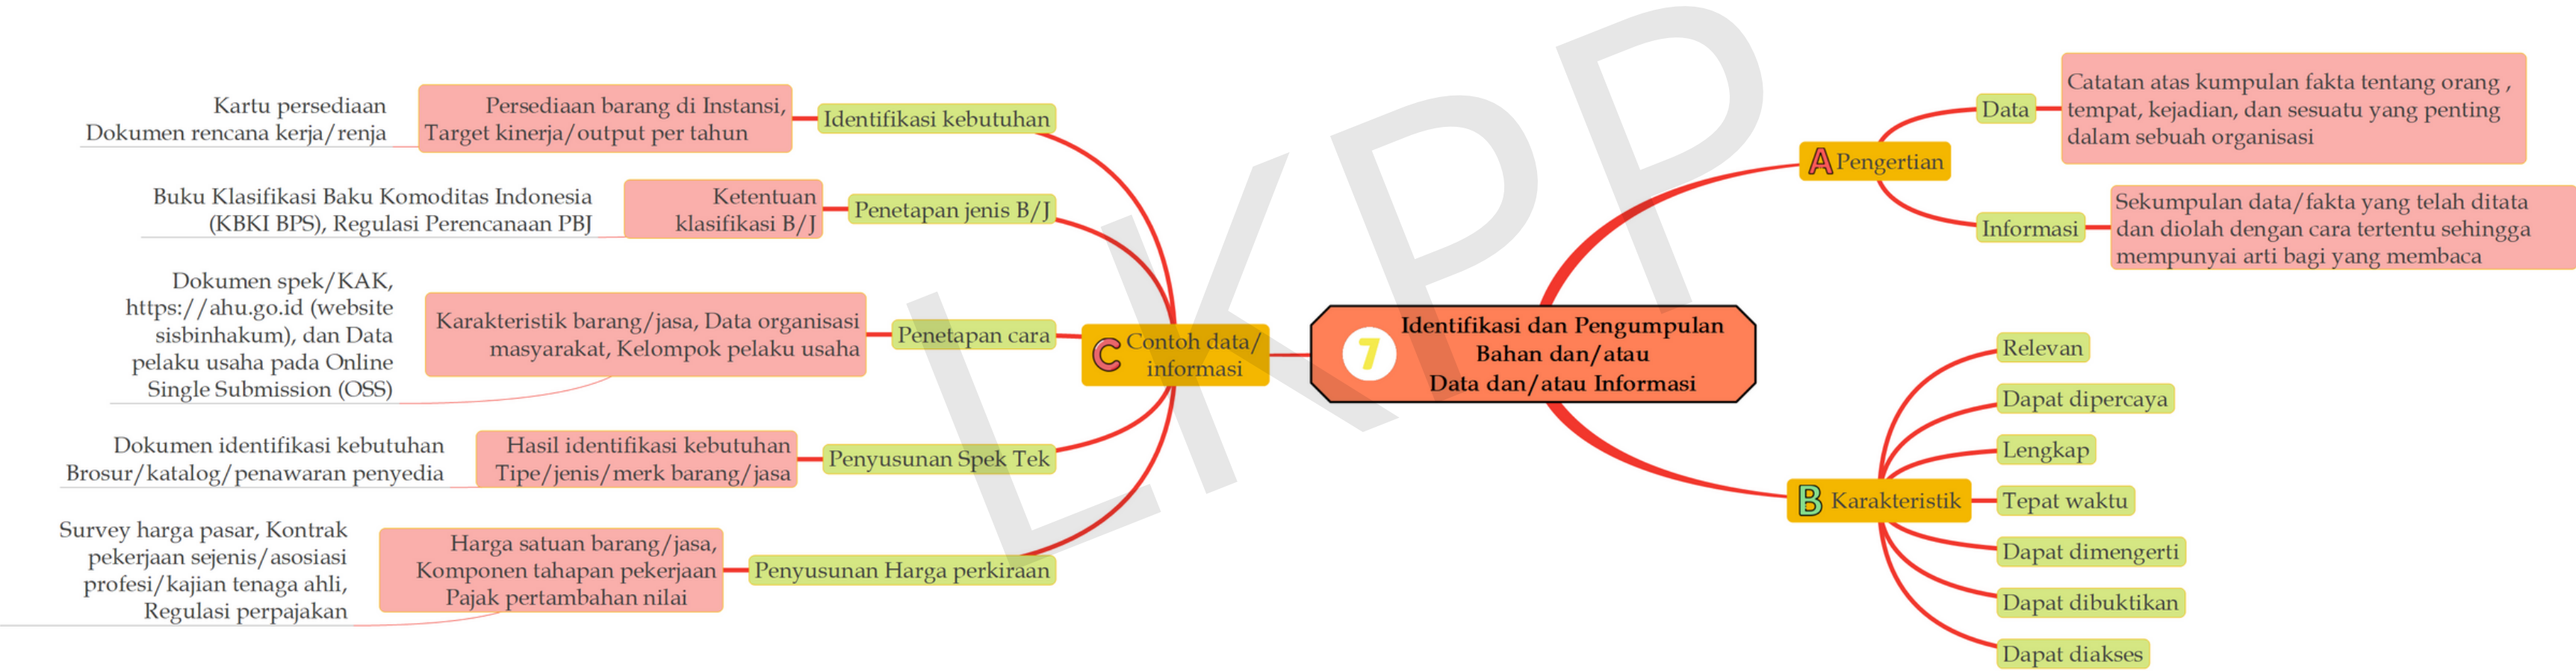 7
Identifikasi dan Pengumpulan
Bahan dan/atau
Data dan/atau Informasi
A Pengertian
Data
Catatan atas kumpulan fakta tentang orang ,
tempat, kejadian, dan sesuatu yang penting
dalam sebuah organisasi
Informasi
Sekumpulan data/fakta yang telah ditata
dan diolah dengan cara tertentu sehingga
mempunyai arti bagi yang membaca
B Karakteristik
Relevan
Dapat dipercaya
Lengkap
Tepat waktu
Dapat dimengerti
Dapat dibuktikan
Dapat diakses
C Contoh data/
informasi
Identifikasi kebutuhan
Persediaan barang di Instansi,
Target kinerja/output per tahun
Kartu persediaan
Dokumen rencana kerja/renja
Penetapan jenis B/J
Ketentuan
klasifikasi B/J
Buku Klasifikasi Baku Komoditas Indonesia
(KBKI BPS), Regulasi Perencanaan PBJ
Penetapan cara
Karakteristik barang/jasa, Data organisasi
masyarakat, Kelompok pelaku usaha
Dokumen spek/KAK,
https://ahu.go.id (website
sisbinhakum), dan Data
pelaku usaha pada Online
Single Submission (OSS)
Penyusunan Spek Tek
Hasil identifikasi kebutuhan
Tipe/jenis/merk barang/jasa
Dokumen identifikasi kebutuhan
Brosur/katalog/penawaran penyedia
Penyusunan Harga perkiraan
Harga satuan barang/jasa,
Komponen tahapan pekerjaan
Pajak pertambahan nilai
Survey harga pasar, Kontrak
pekerjaan sejenis/asosiasi
profesi/kajian tenaga ahli,
Regulasi perpajakan
LKPP